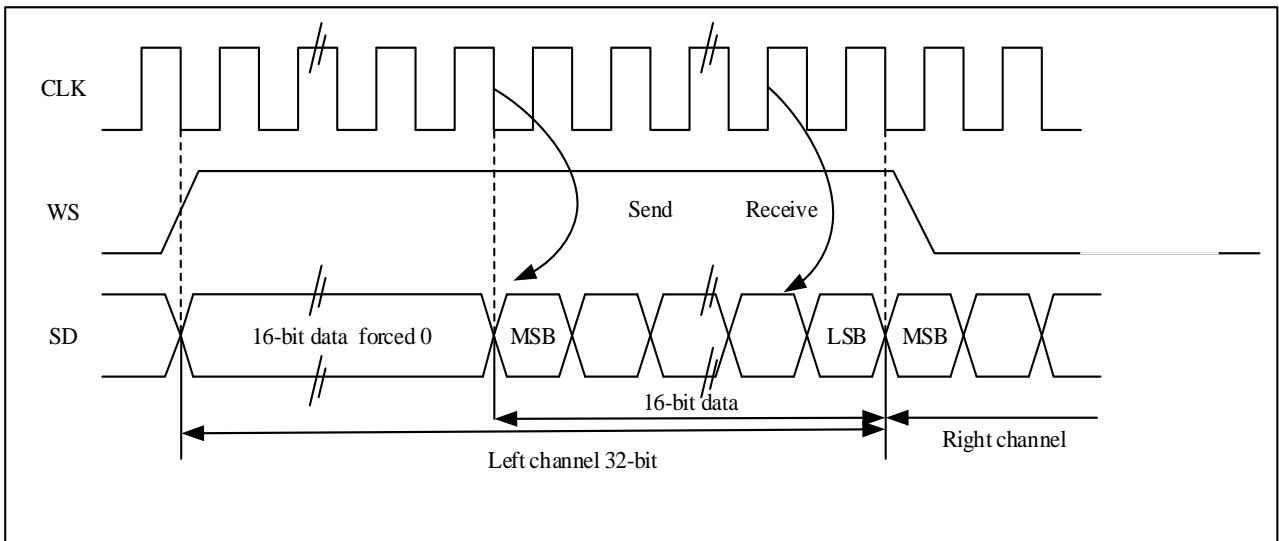 CLK
WS
Send
Receive
SD
16-bit data forced 0
MSB
LSB
MSB
16-bit data
Right channel
Left channel 32-bit